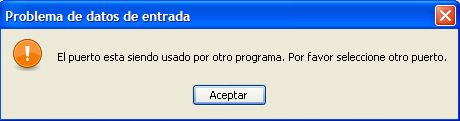 Problema de datos de entrada
El puerto esta siendo usado por otro programa. Por favor seleccione otro puerto.
Aceptar